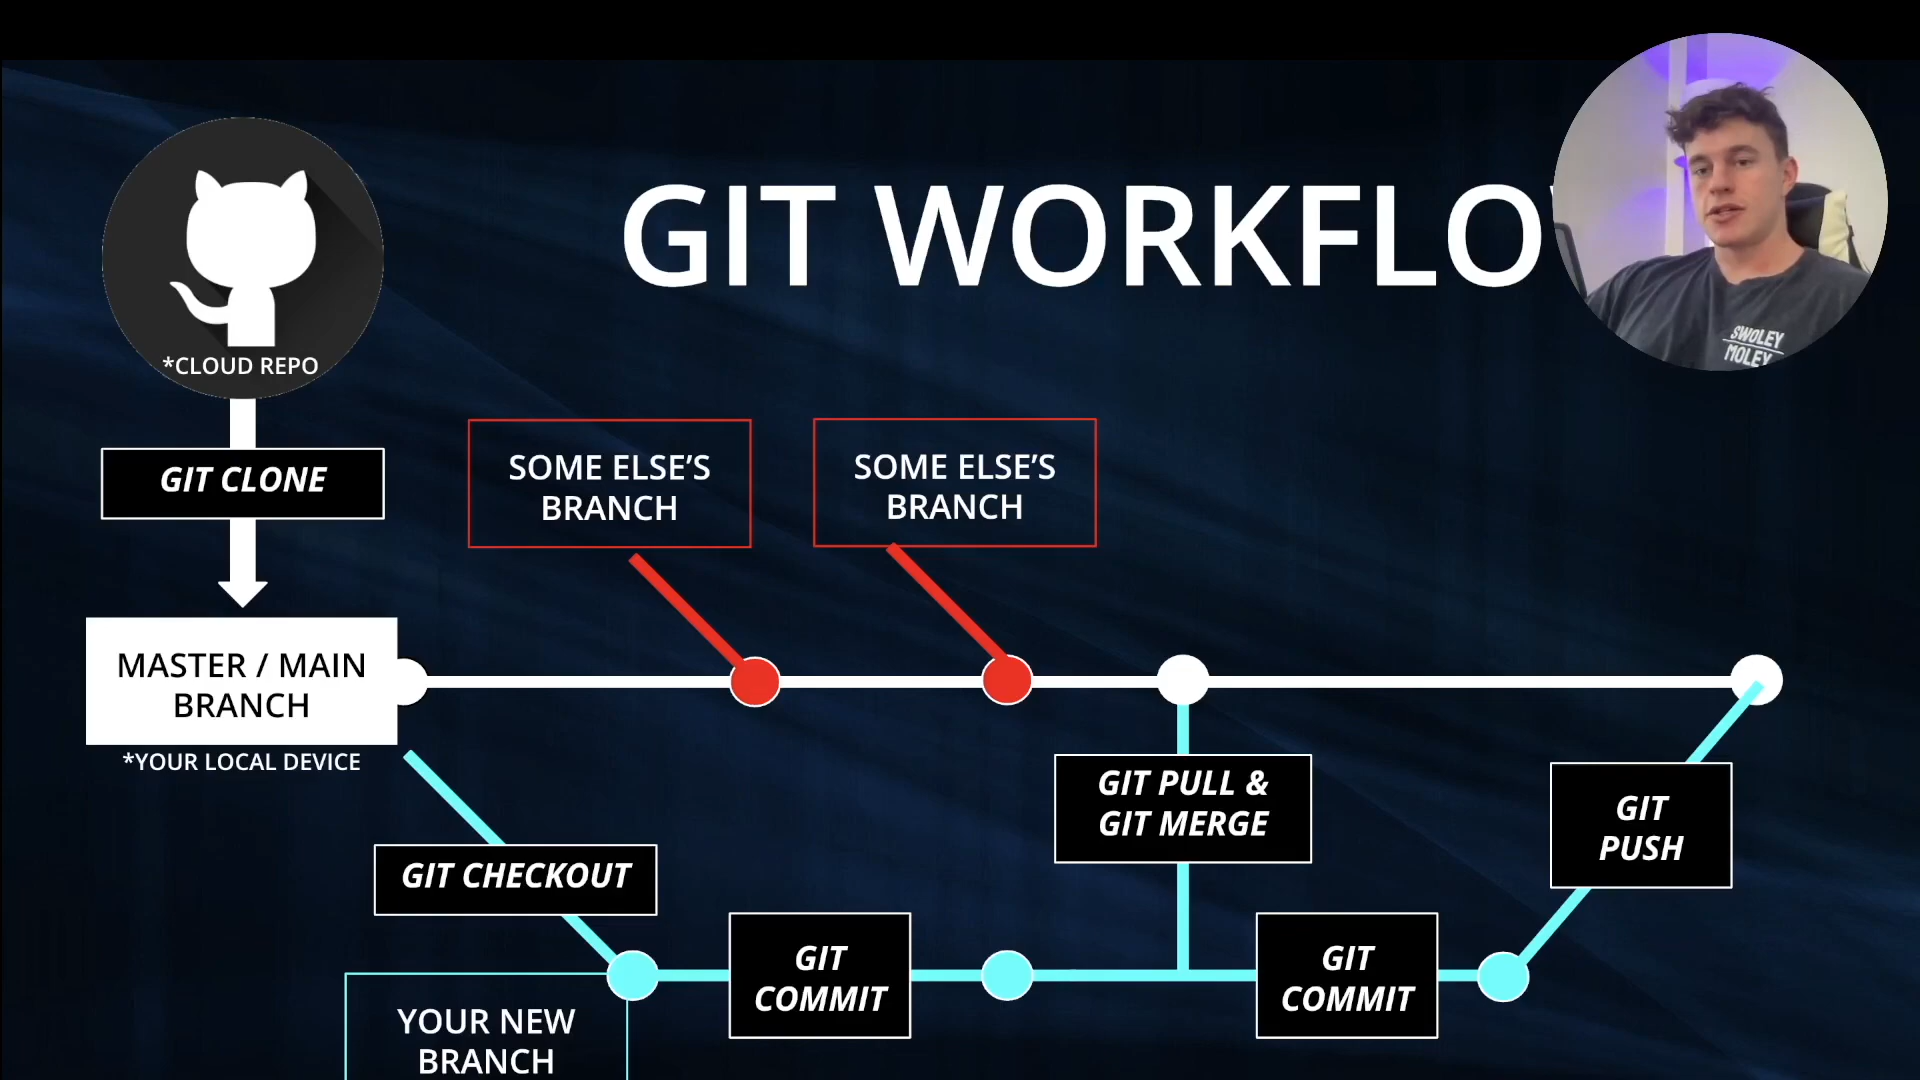 GIT WORKFLO
SWOLEY
MOLEY
*CLOUD REPO
GIT CLONE
SOME ELSE’S
BRANCH
SOME ELSE’S
BRANCH
MASTER / MAIN
BRANCH
*YOUR LOCAL DEVICE
GIT PULL &
GIT MERGE
GIT
PUSH
GIT CHECKOUT
GIT
COMMIT
GIT
COMMIT
YOUR NEW
BRANCH